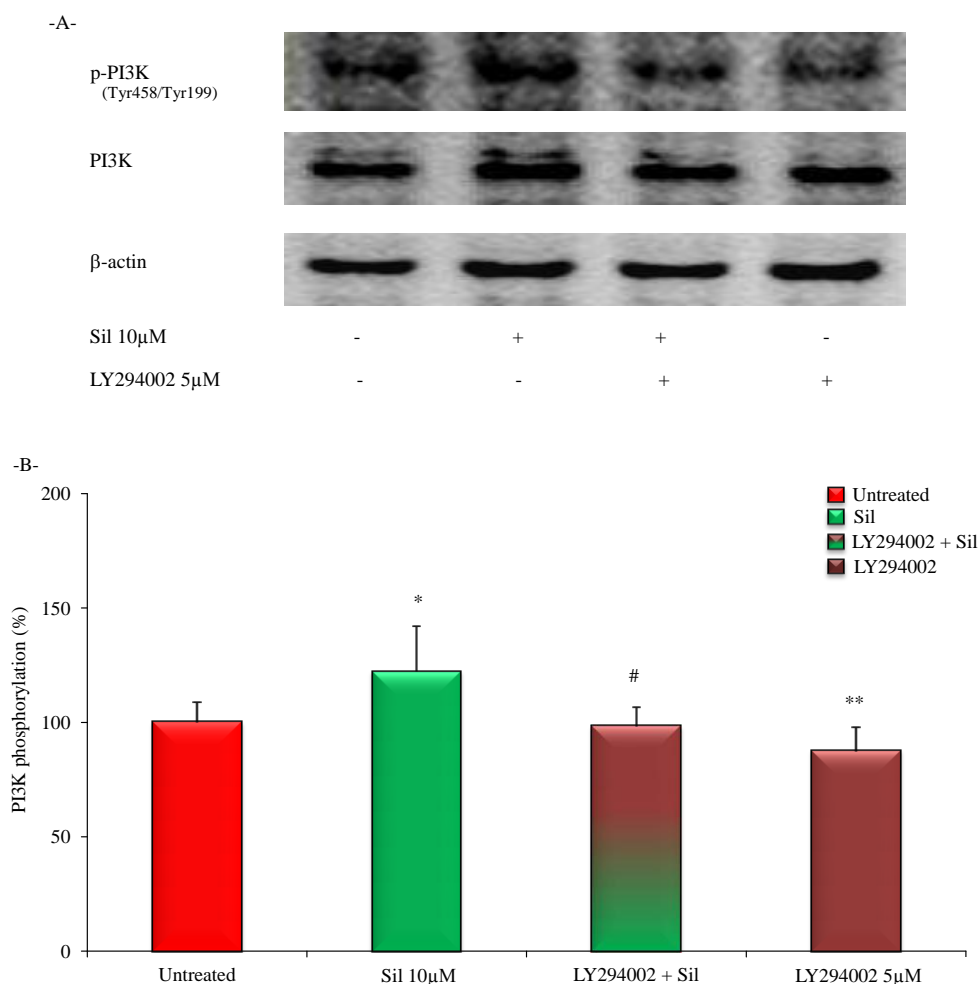 -A-
p-PI3K
(Tyr458/Tyr199)
PI3K
β-actin
Sil 10µM - + + -
LY294002 5µM - - + +
-B-
200
150
100
50
0
PI3K phosphorylation (%)
Untreated
Sil
LY294002 + Sil
LY294002
*
#
**
Untreated Sil 10µM LY294002 + Sil LY294002 5µM